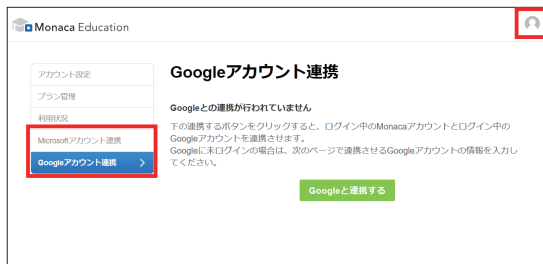 Monaca Education
アカウント設定
プラン管理
利用状況
Microsoftアカウント連携
Googleアカウント連携
Googleアカウント連携
Googleとの連携が行われていません
下の連携するボタンをクリックすると、ログイン中のMonacaアカウントとログイン中の
Googleアカウントを連携させます。
Googleに未ログインの場合は、次のページで連携させるGoogleアカウントの情報を入力し
てください。
Googleと連携する